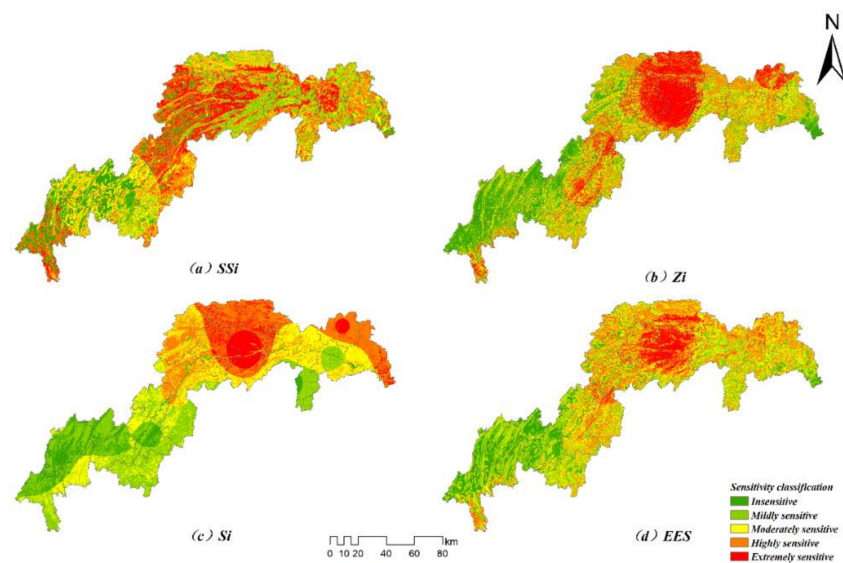 N
（a）SSi
（b）Zi
（c）Si
（d）EES
0 10 20 40 60 80
km
Sensitivity classification
Insensitive
Mildly sensitive
Moderately sensitive
Highly sensitive
Extremely sensitive